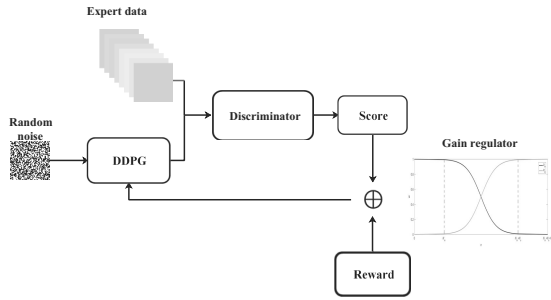 Expert data
Random
noise
DDPG
Discriminator
Score
Gain regulator
Reward